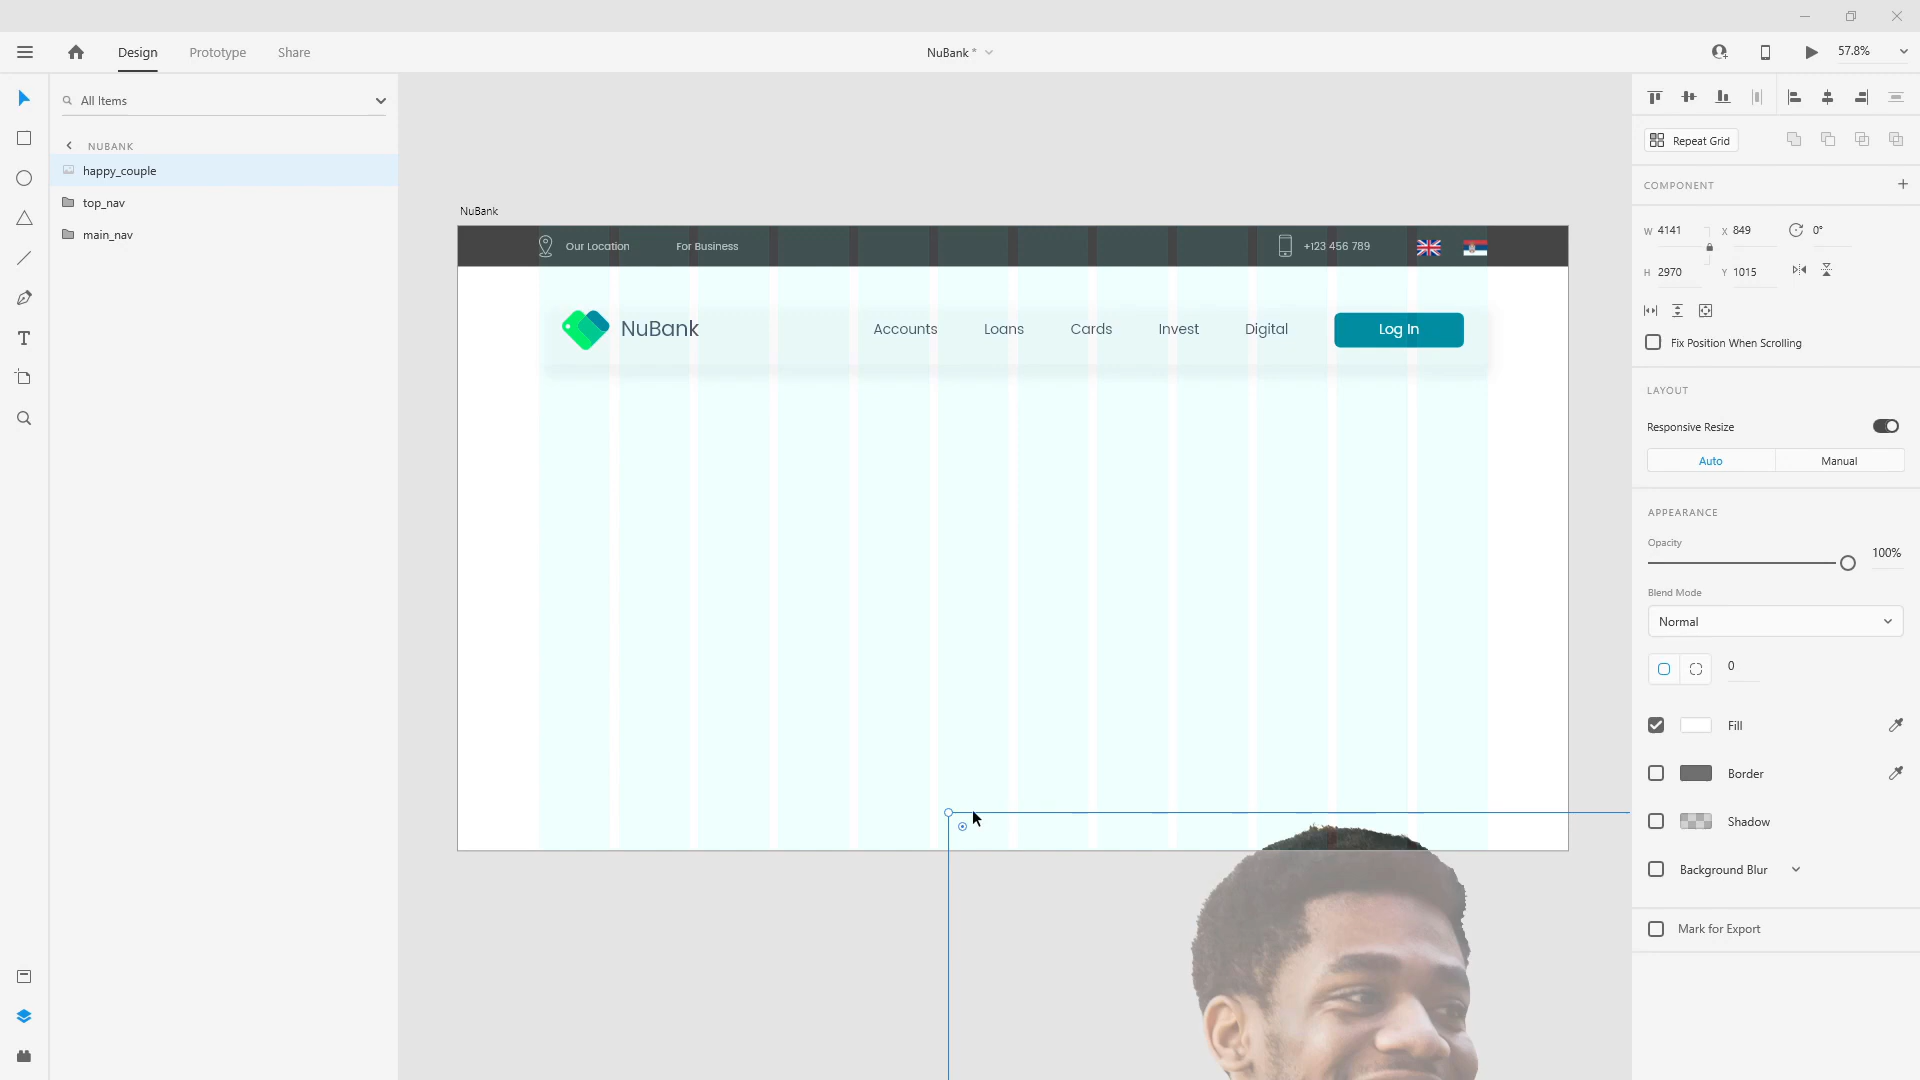 Design
Prototype
Share
NuBank *
57.8%
All Items
NUBANK
happy_couple
top_nav
main_nav
NuBank
Our Location
For Business
+123 456 789
NuBank
Accounts
Loans
Cards
Invest
Digital
Log In
Repeat Grid
COMPONENT
W 4141
X 849
0°
H 2970
Y 1015
Fix Position When Scrolling
LAYOUT
Responsive Resize
Auto
Manual
APPEARANCE
Opacity
100%
Blend Mode
Normal
0
Fill
Border
Shadow
Background Blur
Mark for Export